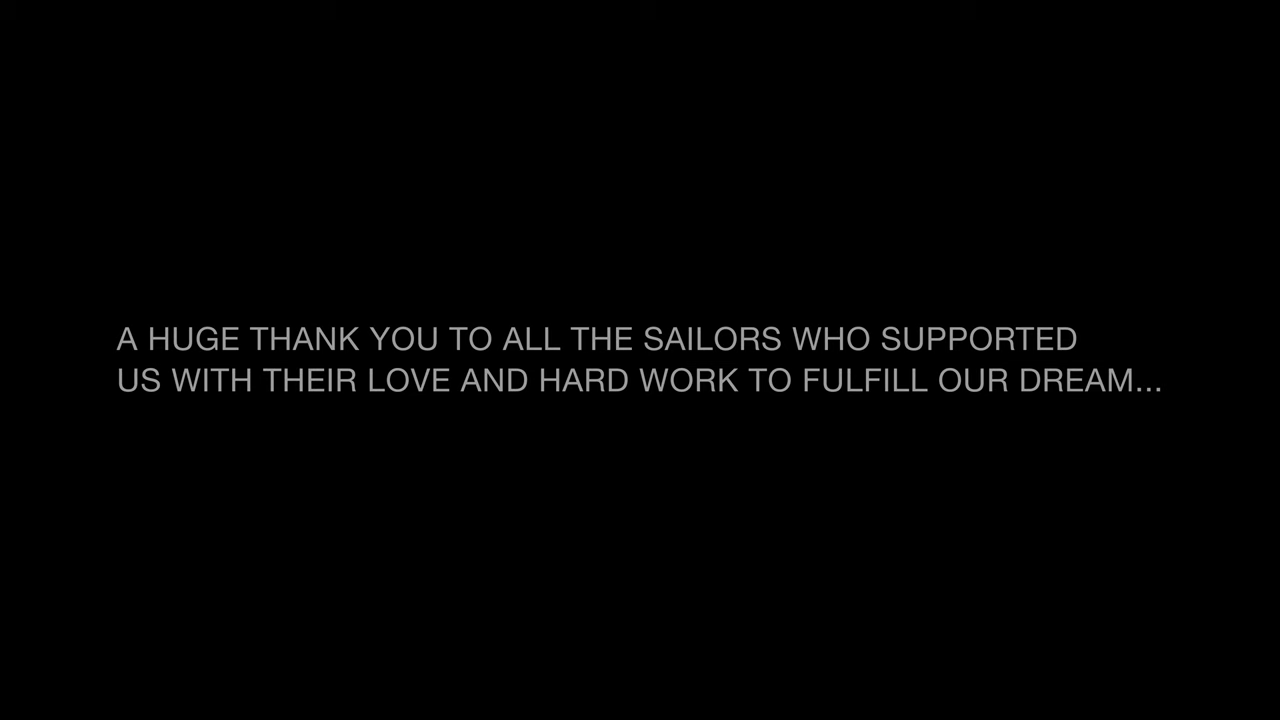 A HUGE THANK YOU TO ALL THE SAILORS WHO SUPPORTED
US WITH THEIR LOVE AND HARD WORK TO FULFILL OUR DREAM...